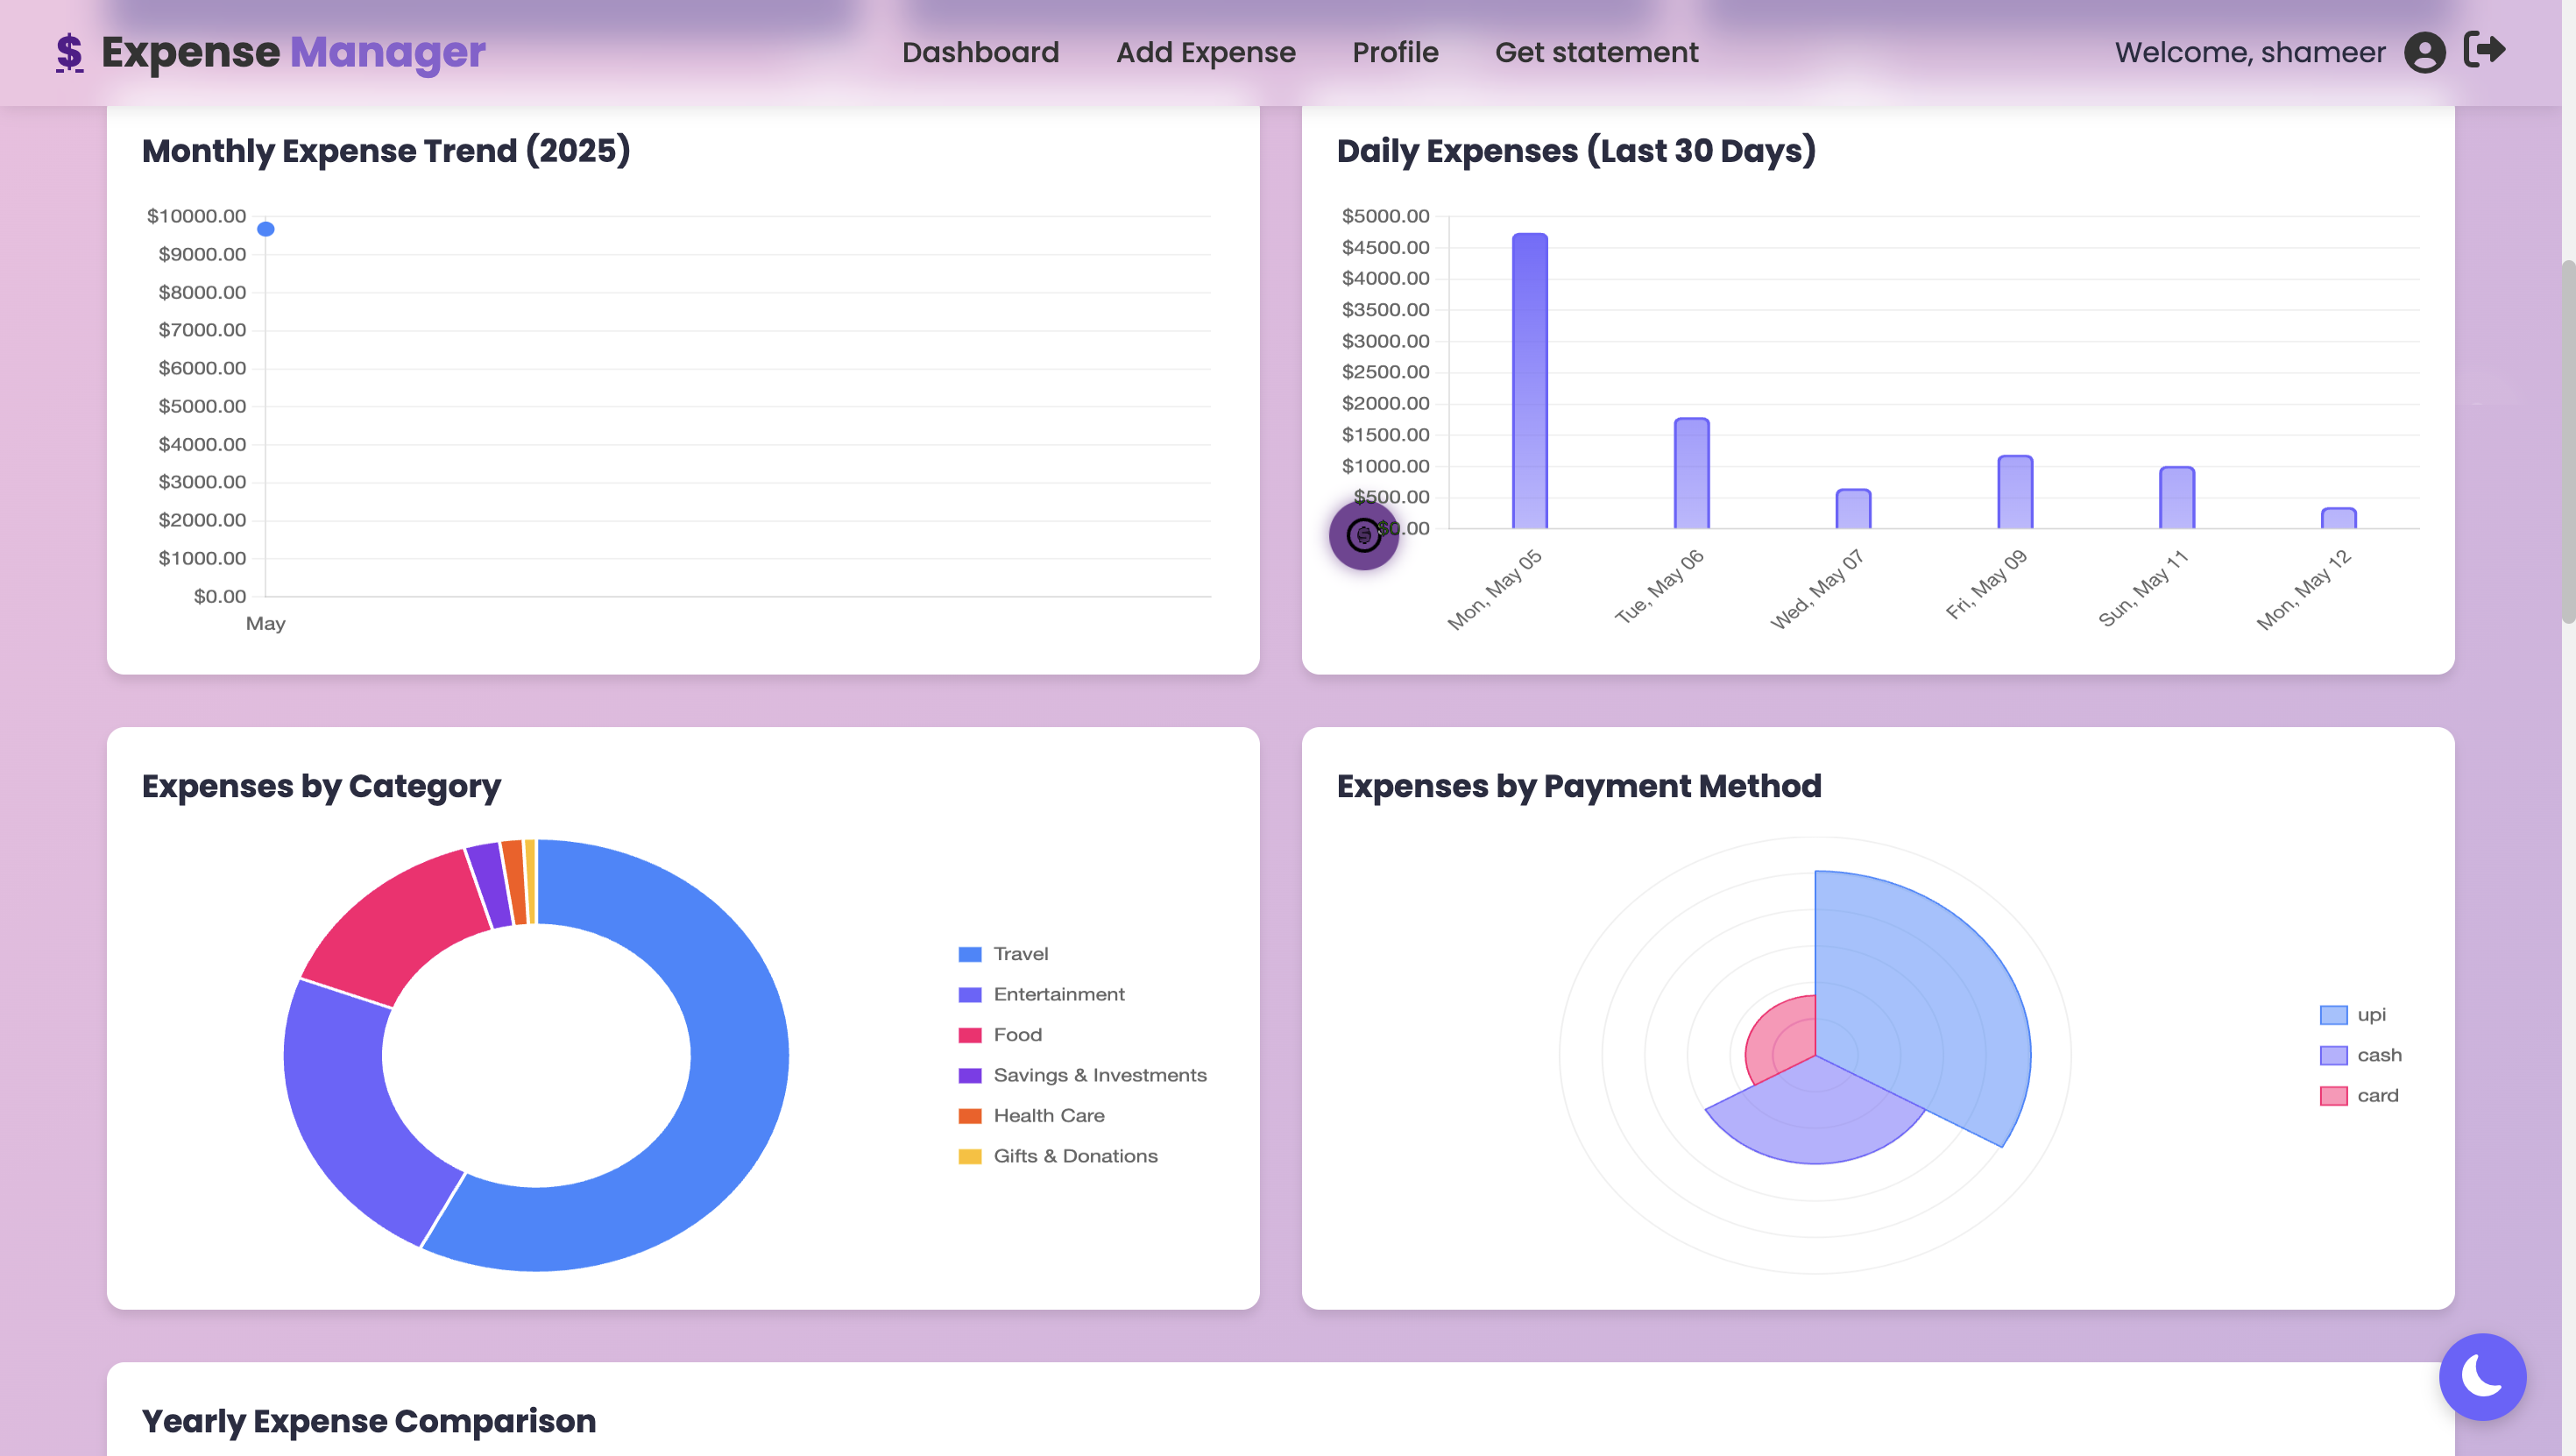 $ Expense Manager
Dashboard
Add Expense
Profile
Get statement
Welcome, shameer
Monthly Expense Trend (2025)
$10000.00
$9000.00
$8000.00
$7000.00
$6000.00
$5000.00
$4000.00
$3000.00
$2000.00
$1000.00
$0.00
May
Daily Expenses (Last 30 Days)
$5000.00
$4500.00
$4000.00
$3500.00
$3000.00
$2500.00
$2000.00
$1500.00
$1000.00
$500.00
$0.00
$
Mon, May 05
Tue, May 06
Wed, May 07
Fri, May 09
Sun, May 11
Mon, May 12
Expenses by Category
Travel
Entertainment
Food
Savings & Investments
Health Care
Gifts & Donations
Expenses by Payment Method
upi
cash
card
Yearly Expense Comparison